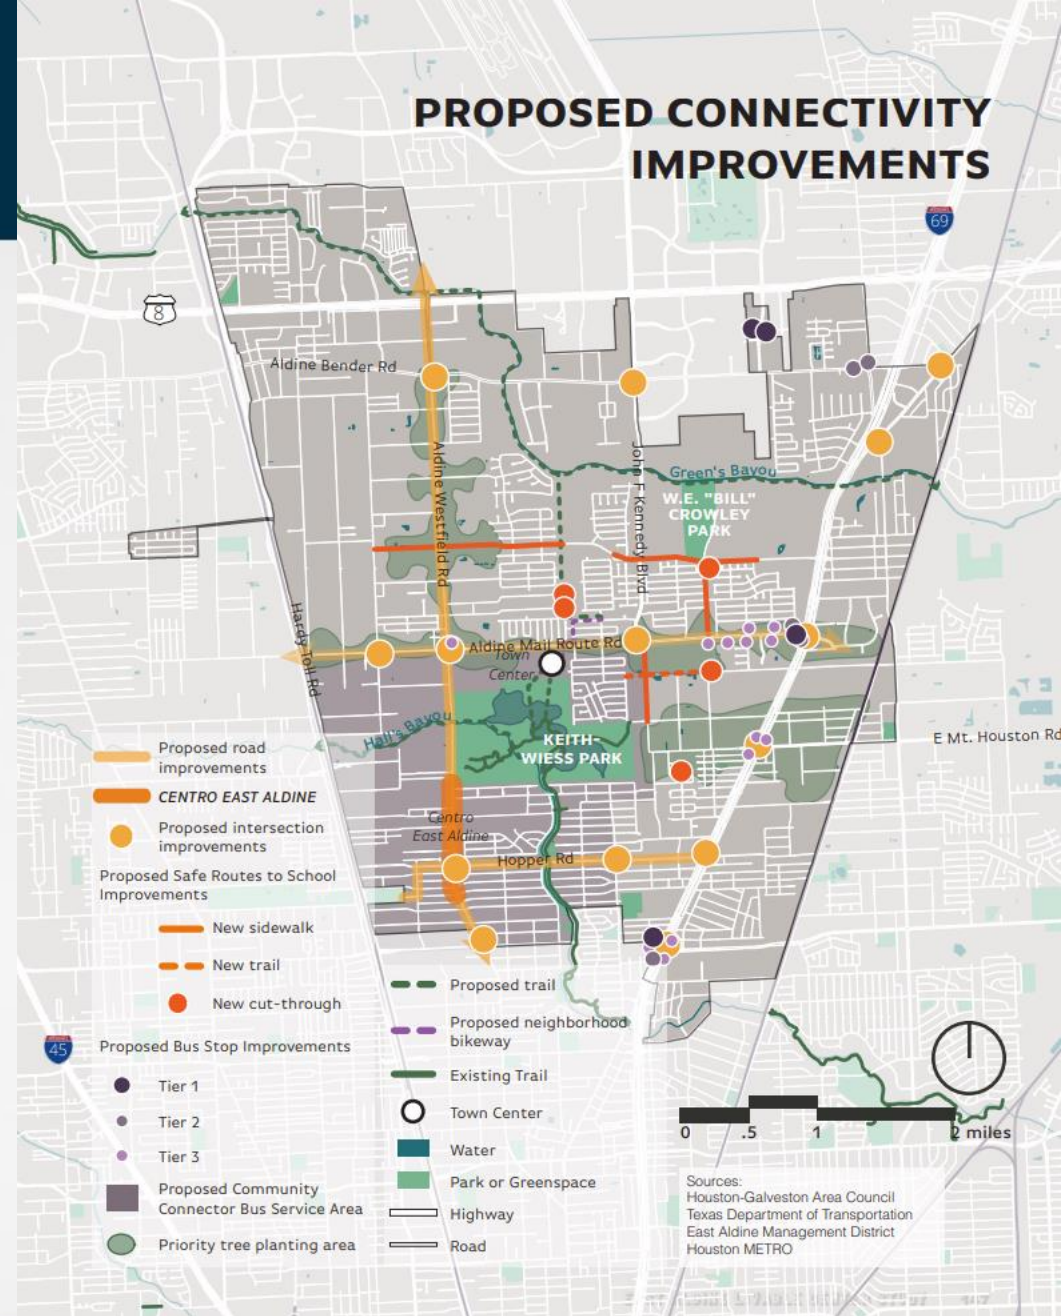 PROPOSED CONNECTIVITY
IMPROVEMENTS
69
8
Aldine Bender Rd
Aldine Westfield Rd
John F Kennedy Blvd
Green's Bayou
W.E. "BILL"
CROWLEY
PARK
Hardy Toll Rd
Aldine Mail Route Rd
Town
Center
Hall's Bayou
KEITH-
WIESS PARK
E Mt. Houston Rd
Centro
East Aldine
Hopper Rd
Proposed road
improvements
CENTRO EAST ALDINE
Proposed intersection
improvements
Proposed Safe Routes to School
Improvements
New sidewalk
New trail
New cut-through
45
Proposed Bus Stop Improvements
Tier 1
Tier 2
Tier 3
Proposed Community
Connector Bus Service Area
Priority tree planting area
Proposed trail
Proposed neighborhood
bikeway
Existing Trail
Town Center
Water
Park or Greenspace
Highway
Road
0 .5 1 2 miles
Sources:
Houston-Galveston Area Council
Texas Department of Transportation
East Aldine Management District
Houston METRO